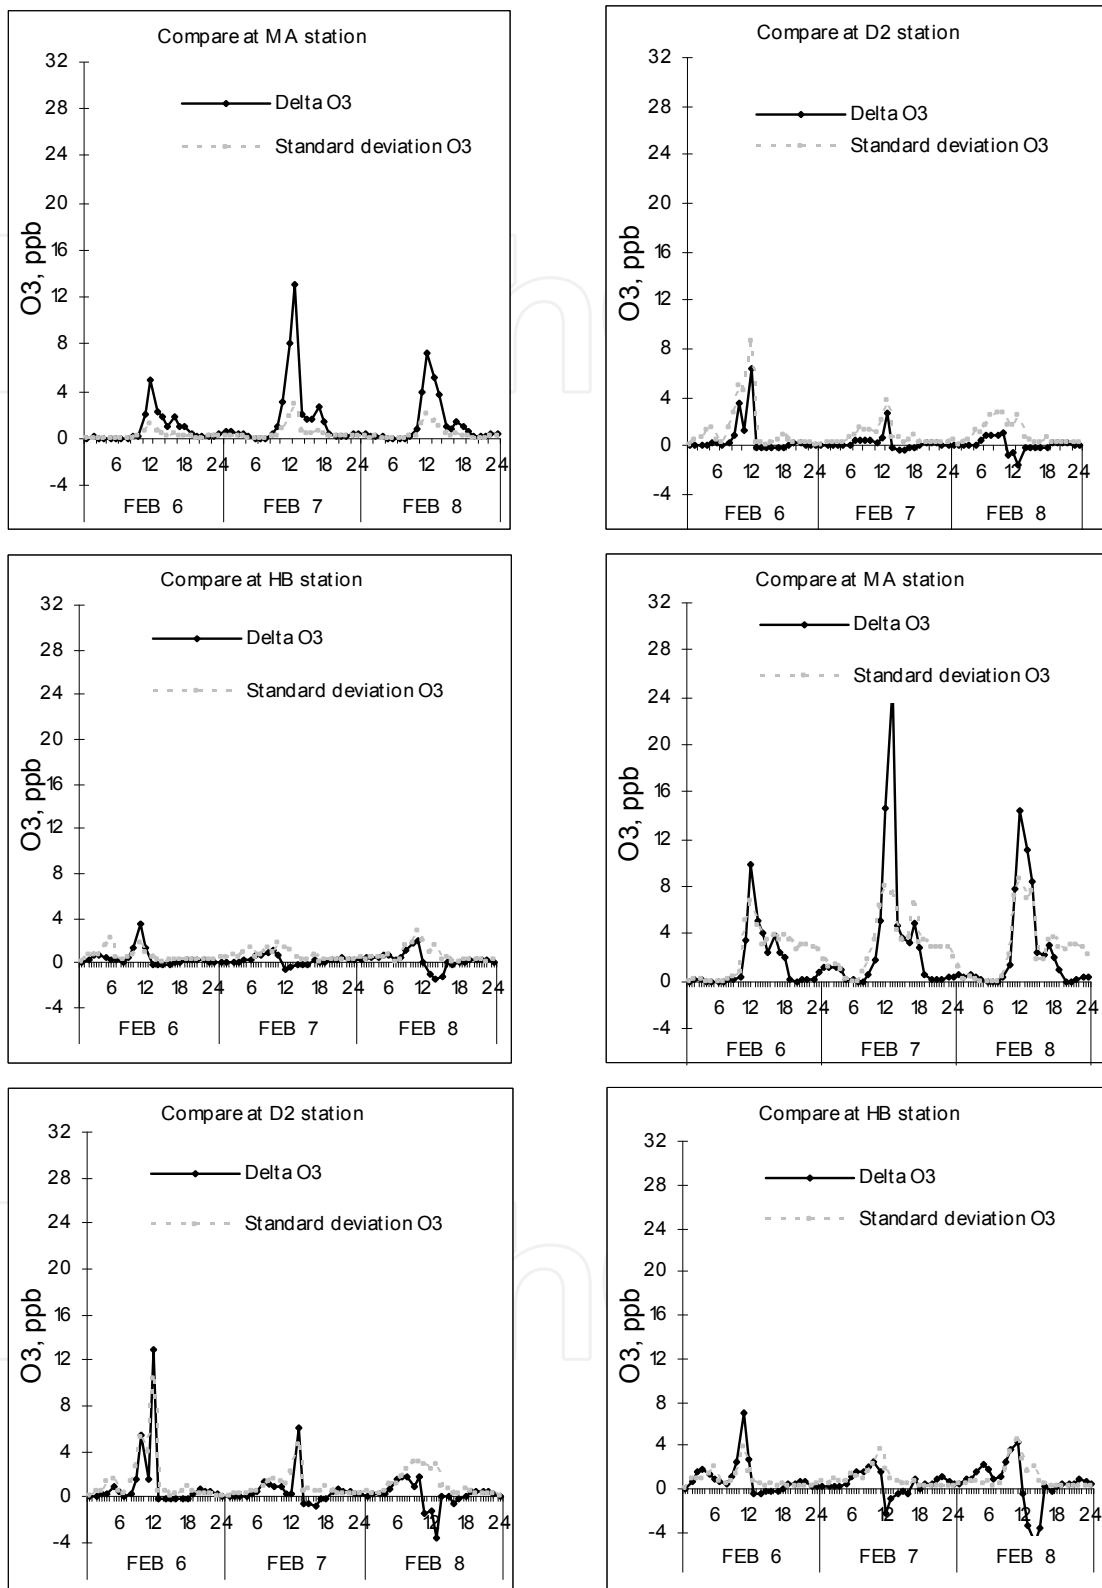 Compare at MA station
Delta O3
Standard deviation O3
O3, ppb
32
28
24
20
16
12
8
4
0
-4
6 12 18 24 6 12 18 24 6 12 18 24
FEB 6 FEB 7 FEB 8
Compare at D2 station
Delta O3
Standard deviation O3
O3, ppb
32
28
24
20
16
12
8
4
0
-4
6 12 18 24 6 12 18 24 6 12 18 24
FEB 6 FEB 7 FEB 8
Compare at HB station
Delta O3
Standard deviation O3
O3, ppb
32
28
24
20
16
12
8
4
0
-4
6 12 18 24 6 12 18 24 6 12 18 24
FEB 6 FEB 7 FEB 8
Compare at MA station
Delta O3
Standard deviation O3
O3, ppb
32
28
24
20
16
12
8
4
0
-4
6 12 18 24 6 12 18 24 6 12 18 24
FEB 6 FEB 7 FEB 8
Compare at D2 station
Delta O3
Standard deviation O3
O3, ppb
32
28
24
20
16
12
8
4
0
-4
6 12 18 24 6 12 18 24 6 12 18 24
FEB 6 FEB 7 FEB 8
Compare at HB station
Delta O3
Standard deviation O3
O3, ppb
32
28
24
20
16
12
8
4
0
-4
6 12 18 24 6 12 18 24 6 12 18 24
FEB 6 FEB 7 FEB 8